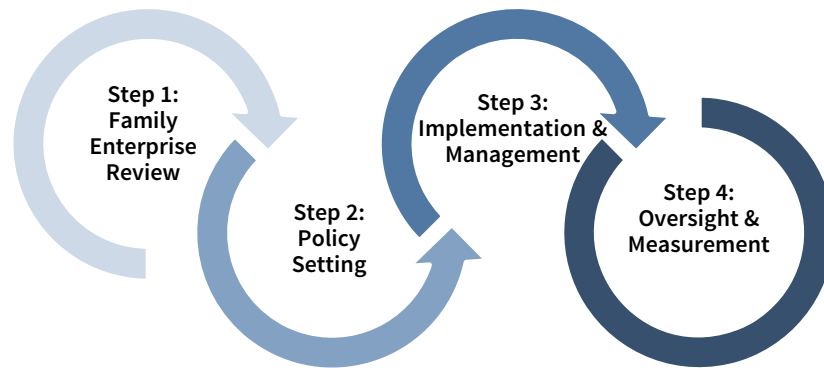 Step 1:
Family
Enterprise
Review
Step 2:
Policy
Setting
Step 3:
Implementation &
Management
Step 4:
Oversight &
Measurement